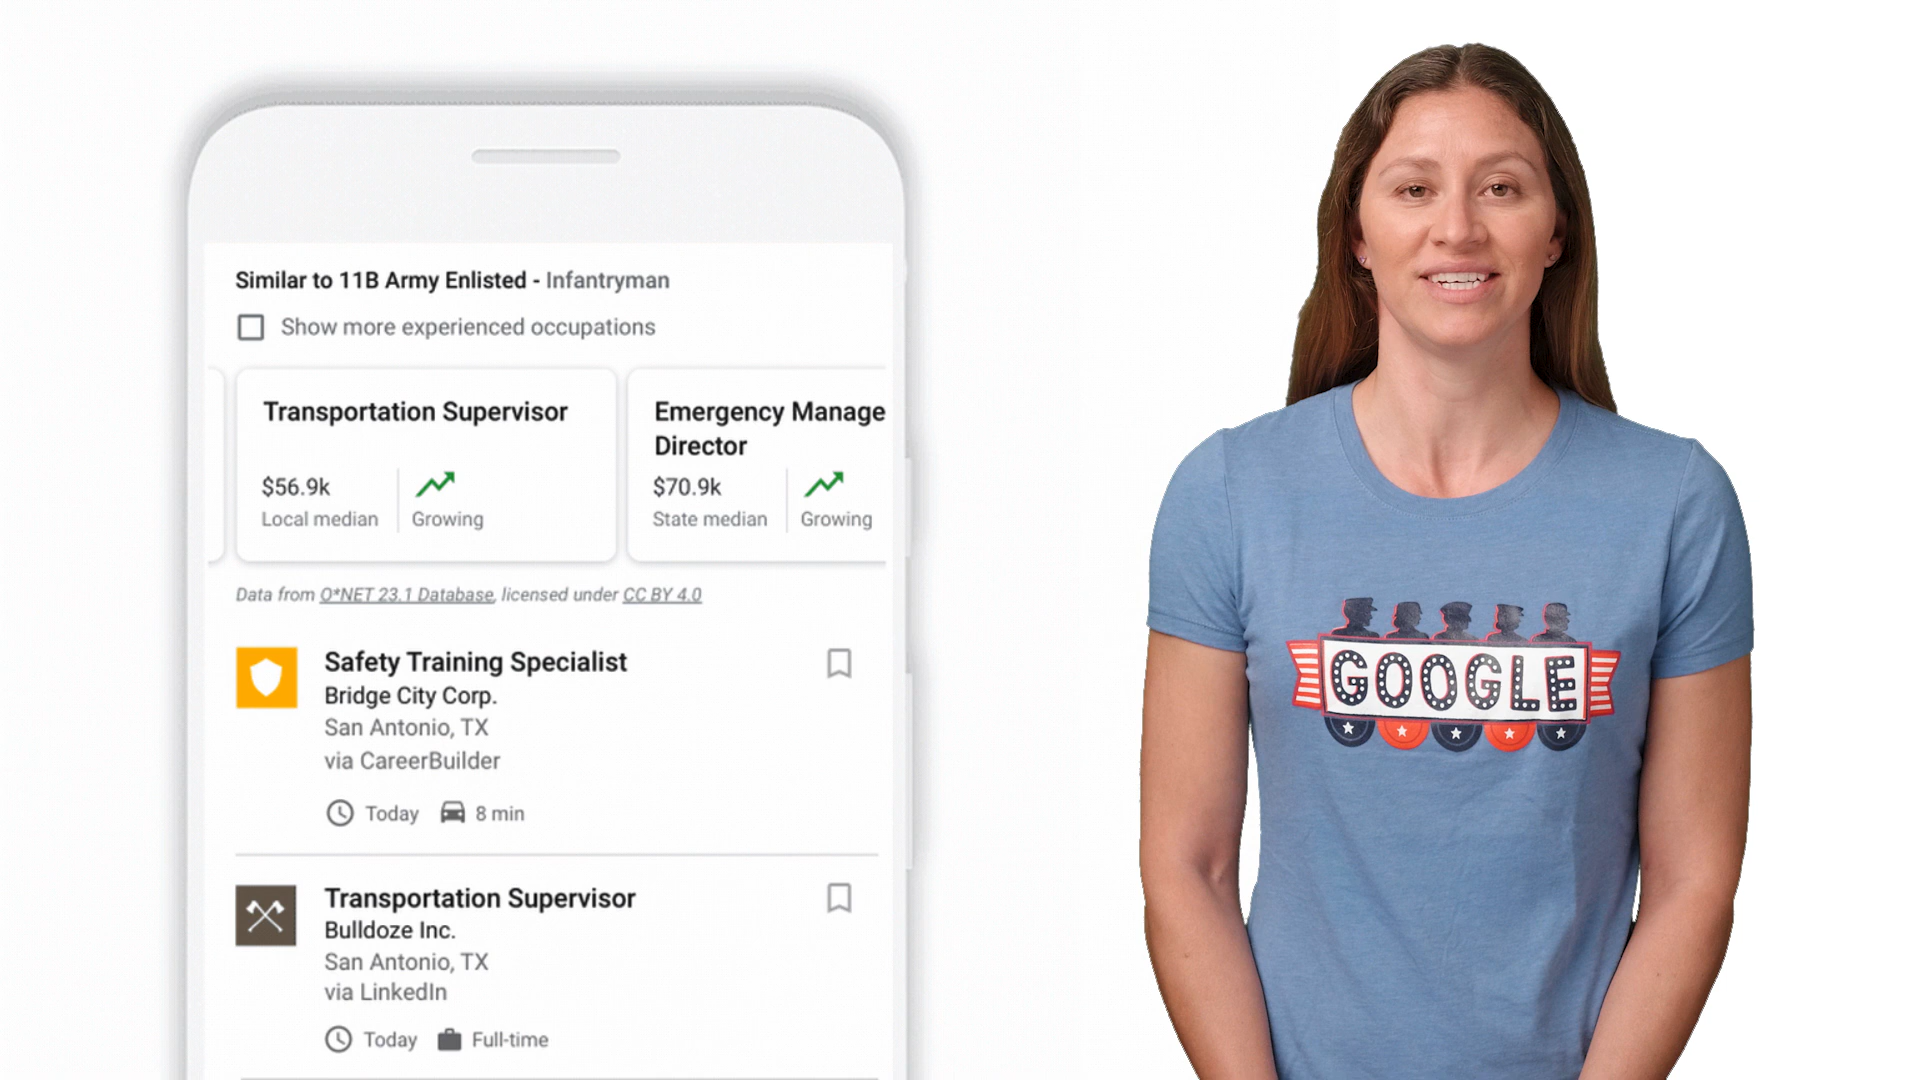 Similar to 11B Army Enlisted - Infantryman
Show more experienced occupations
Transportation Supervisor
$56.9k
Local median
Growing
Emergency Manage
Director
$70.9k
State median
Growing
Data from O*NET 23.1 Database, licensed under CC BY 4.0
Safety Training Specialist
Bridge City Corp.
San Antonio, TX
via CareerBuilder
Today 8 min
Transportation Supervisor
Bulldoze Inc.
San Antonio, TX
via LinkedIn
Today Full-time
GOOGLE